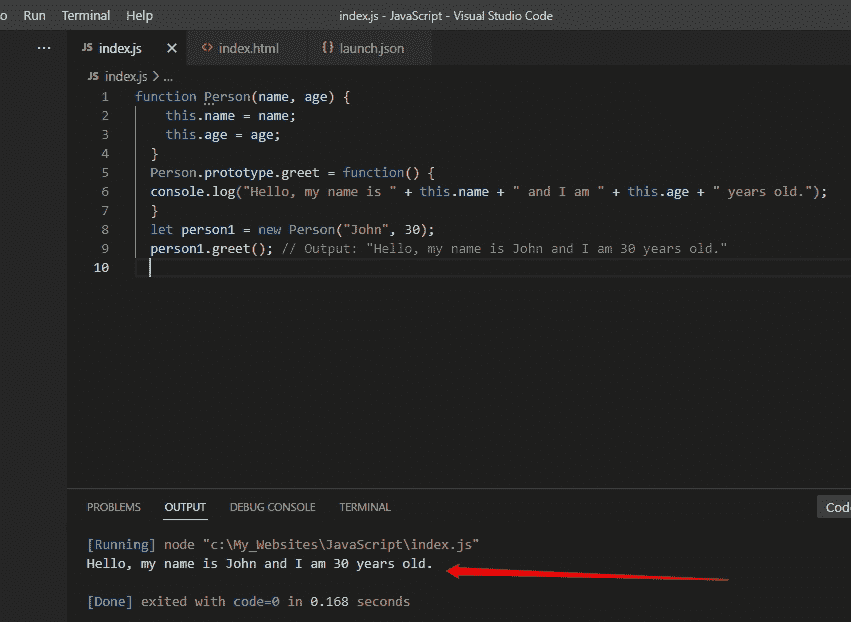 o Run Terminal Help index.js - JavaScript - Visual Studio Code
... JS index.js × <> index.html {} launch.json
JS index.js > ...
1 function Person(name, age) {
2 this.name = name;
3 this.age = age;
4 }
5 Person.prototype.greet = function() {
6 console.log("Hello, my name is " + this.name + " and I am " + this.age + " years old.");
7 }
8 let person1 = new Person("John", 30);
9 person1.greet(); // Output: "Hello, my name is John and I am 30 years old."
10
PROBLEMS OUTPUT DEBUG CONSOLE TERMINAL Cod
[Running] node "c:\My_Websites\JavaScript\index.js"
Hello, my name is John and I am 30 years old.
[Done] exited with code=0 in 0.168 seconds